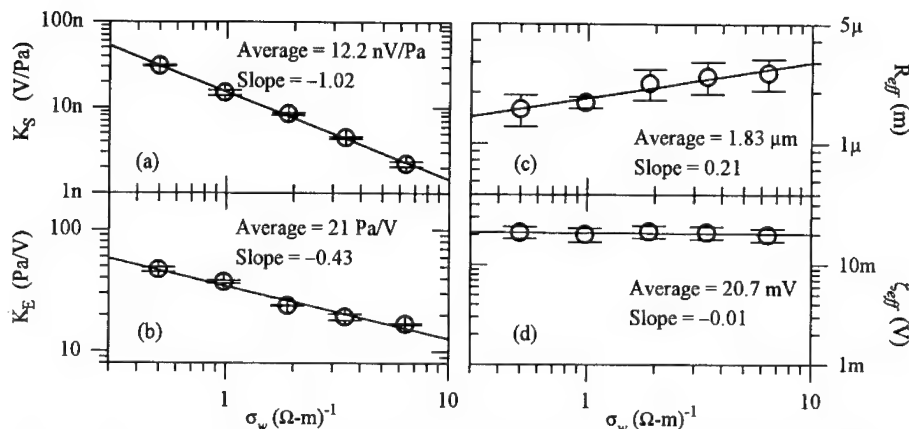 100n
10n
1n
K_S (V/Pa)
Average = 12.2 nV/Pa
Slope = −1.02
(a)
100
10
K_E (Pa/V)
Average = 21 Pa/V
Slope = −0.43
(b)
1
10
σ_w (Ω-m)^-1
5μ
1μ
R_eff (m)
(c)
Average = 1.83 μm
Slope = 0.21
10m
1m
ζ_eff (V)
Average = 20.7 mV
Slope = −0.01
(d)
1
10
σ_w (Ω-m)^-1